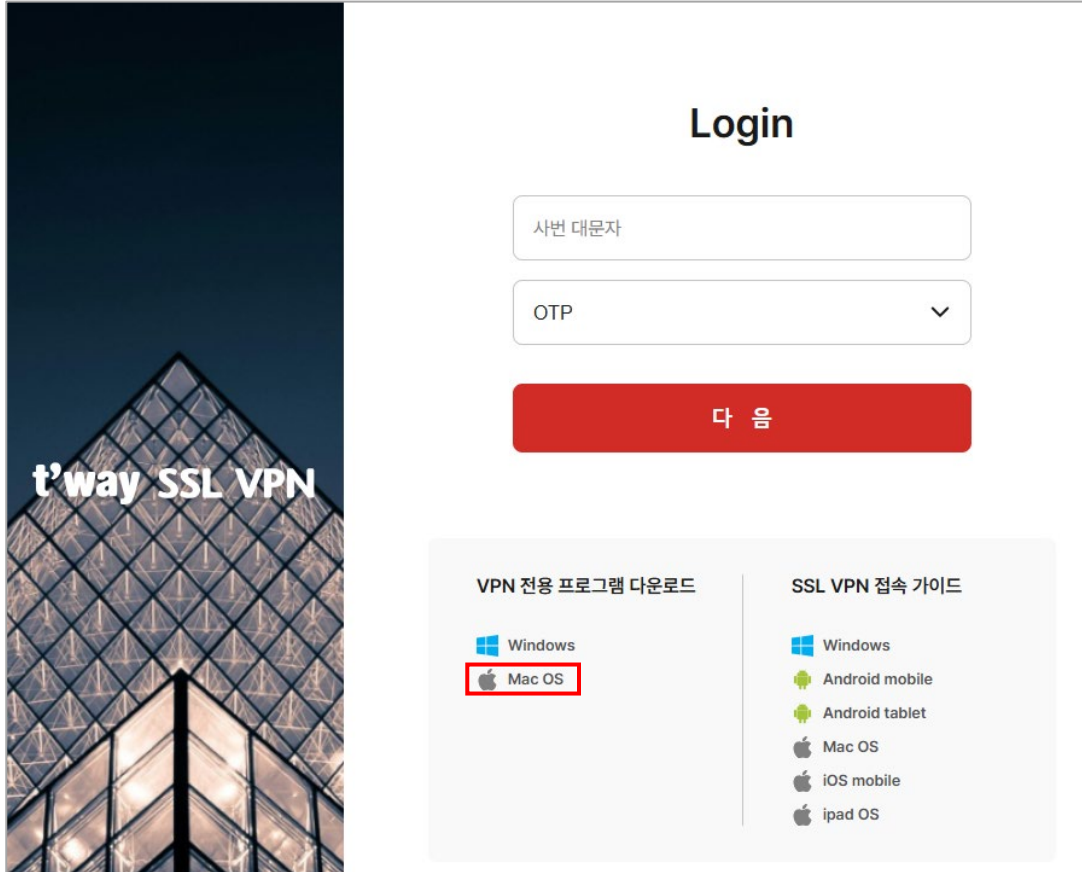 t'way SSL VPN
Login
사번 대문자
OTP
다 음
VPN 전용 프로그램 다운로드
Windows
Mac OS
SSL VPN 접속 가이드
Windows
Android mobile
Android tablet
Mac OS
iOS mobile
ipad OS